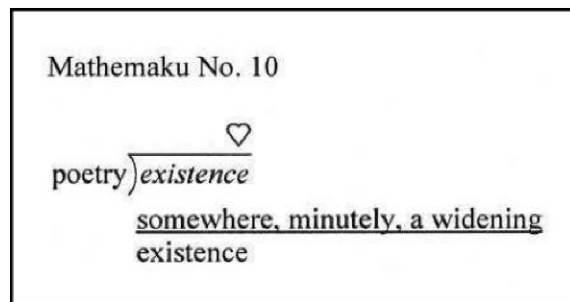 Mathemaku No. 10
♡
poetry)existence
somewhere, minutely, a widening
existence